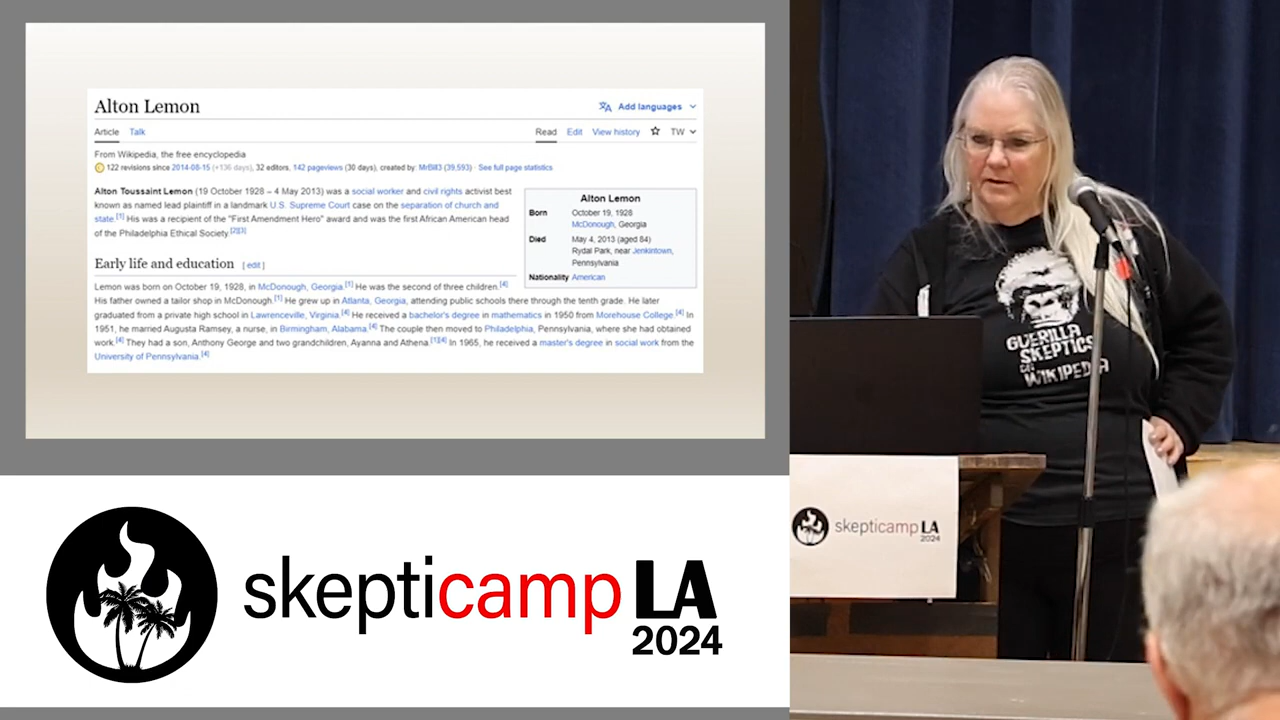 Alton Lemon
Add languages
Article Talk
Read Edit View history TW
From Wikipedia, the free encyclopedia
122 revisions since 2014-08-15 (+136 days), 32 editors, 142 pageviews (30 days), created by: MrBill3 (39,593) · See full page statistics
Alton Toussaint Lemon (19 October 1928 – 4 May 2013) was a social worker and civil rights activist best
known as named lead plaintiff in a landmark U.S. Supreme Court case on the separation of church and
state.[1] His was a recipient of the "First Amendment Hero" award and was the first African American head
of the Philadelphia Ethical Society.[2][3]
Alton Lemon
Born October 19, 1928
McDonough, Georgia
Died May 4, 2013 (aged 84)
Rydal Park, near Jenkintown,
Pennsylvania
Nationality American
Early life and education [ edit ]
Lemon was born on October 19, 1928, in McDonough, Georgia.[1] He was the second of three children.[4]
His father owned a tailor shop in McDonough.[1] He grew up in Atlanta, Georgia, attending public schools there through the tenth grade. He later
graduated from a private high school in Lawrenceville, Virginia.[4] He received a bachelor's degree in mathematics in 1950 from Morehouse College.[4] In
1951, he married Augusta Ramsey, a nurse, in Birmingham, Alabama.[4] The couple then moved to Philadelphia, Pennsylvania, where she had obtained
work.[4] They had a son, Anthony George and two grandchildren, Ayanna and Athena.[1][4] In 1965, he received a master's degree in social work from the
University of Pennsylvania.[4]
skepticamp LA
2024
GUERILLA
SKEPTICS
ON
WIKIPEDIA
skepticamp LA
2024